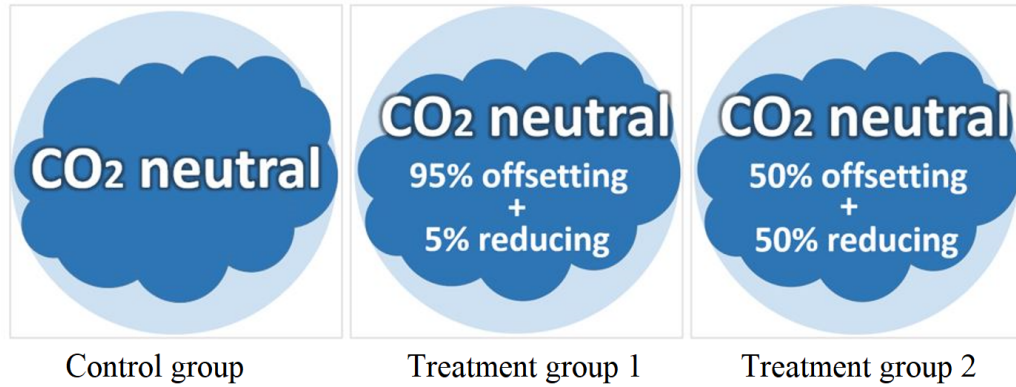 CO2 neutral
Control group
CO2 neutral
95% offsetting
+
5% reducing
Treatment group 1
CO2 neutral
50% offsetting
+
50% reducing
Treatment group 2